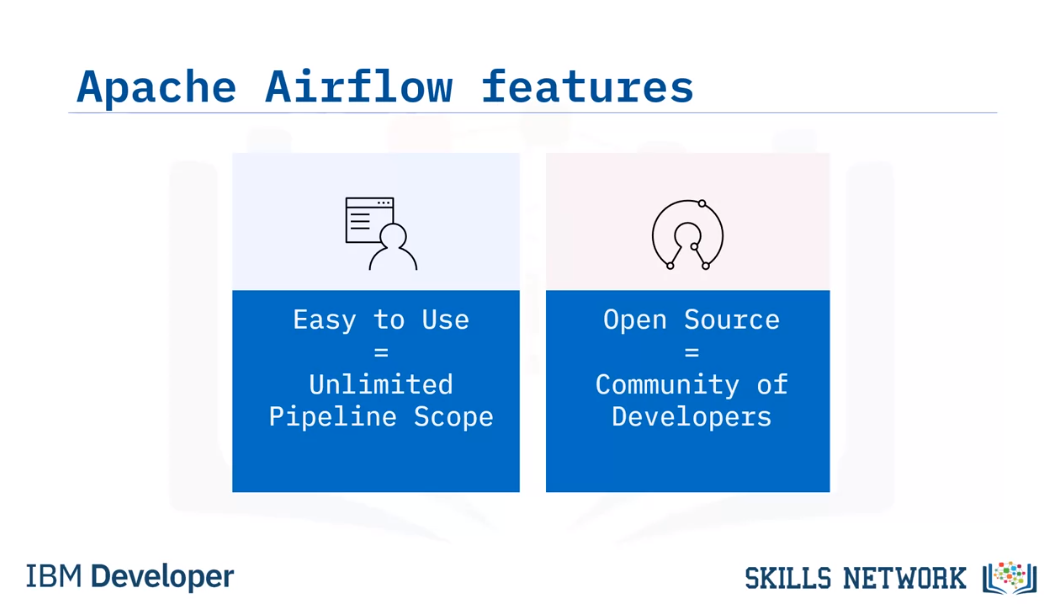 Apache Airflow features
Easy to Use
=
Unlimited
Pipeline Scope
Open Source
=
Community of
Developers
IBM Developer
SKILLS NETWORK